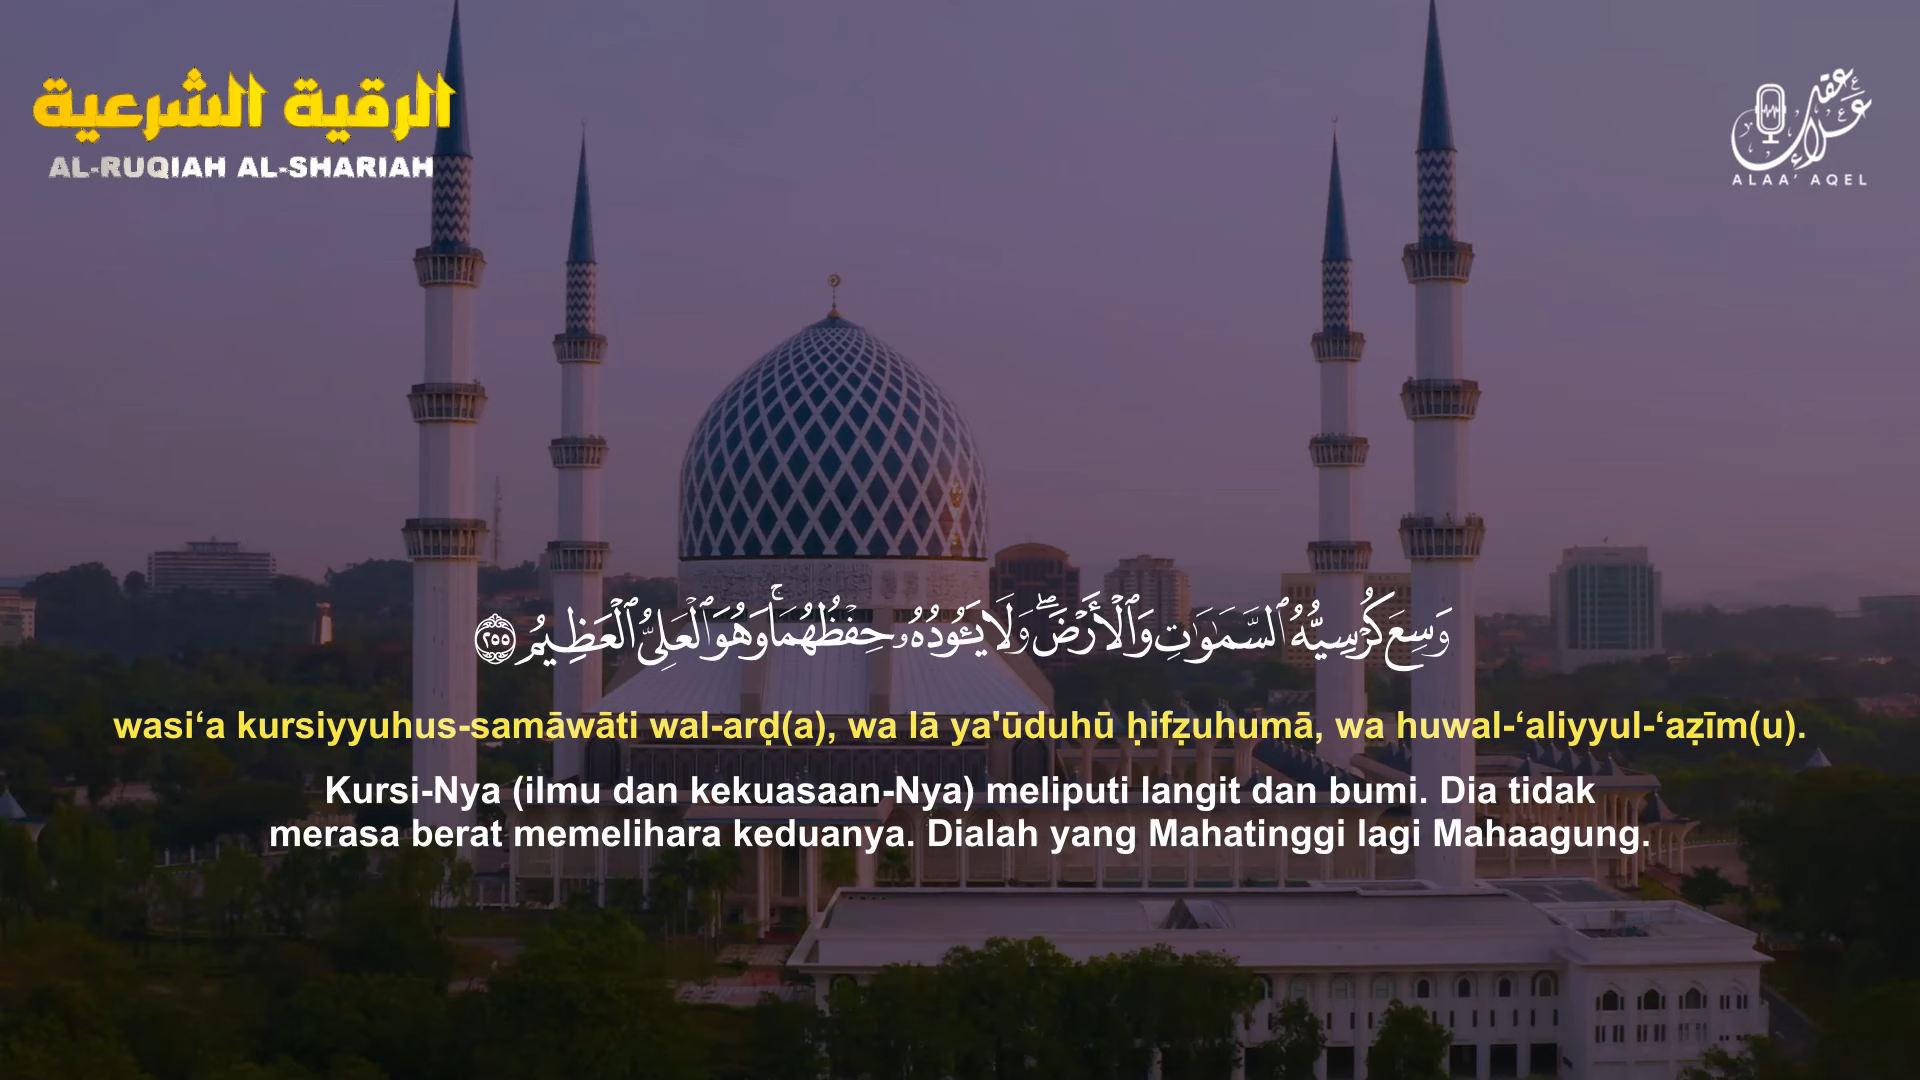 الرقية الشرعية
AL-RUQIAH AL-SHARIAH
علاء عقل
ALAA' AQEL
وَسِعَ كُرْسِيُّهُ ٱلسَّمَـٰوَٰتِ وَٱلْأَرْضَ ۖ وَلَا يَـُٔودُهُۥ حِفْظُهُمَا ۚ وَهُوَ ٱلْعَلِىُّ ٱلْعَظِيمُ ٢٥٥
wasi‘a kursiyyuhus-samāwāti wal-arḍ(a), wa lā ya'ūduhū ḥifẓuhumā, wa huwal-‘aliyyul-‘aẓīm(u).
Kursi-Nya (ilmu dan kekuasaan-Nya) meliputi langit dan bumi. Dia tidak
merasa berat memelihara keduanya. Dialah yang Mahatinggi lagi Mahaagung.